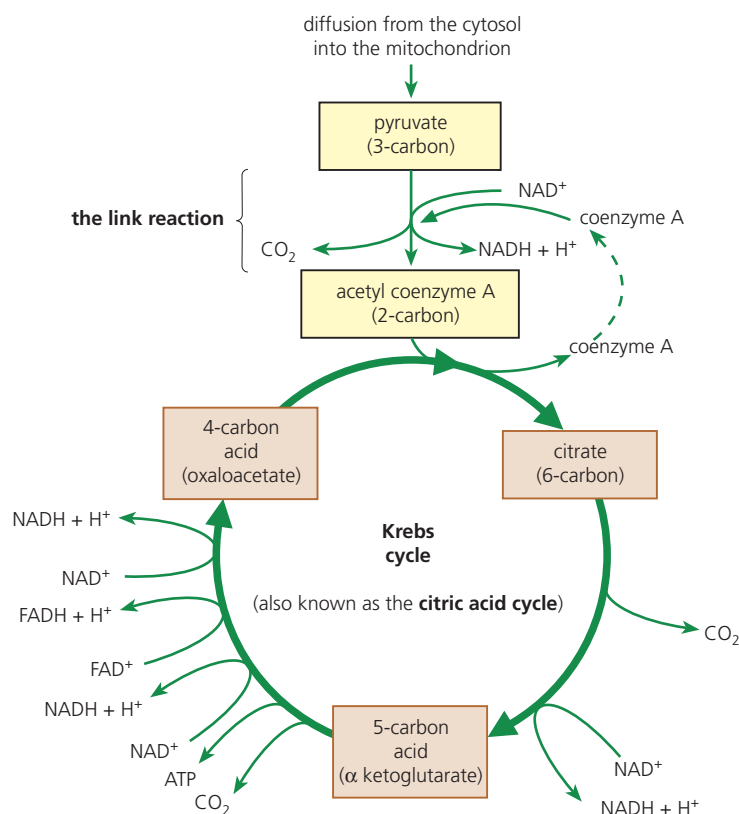 diffusion from the cytosol
into the mitochondrion
pyruvate
(3-carbon)
NAD⁺
the link reaction
coenzyme A
CO₂
NADH + H⁺
acetyl coenzyme A
(2-carbon)
coenzyme A
4-carbon
acid
(oxaloacetate)
citrate
(6-carbon)
NADH + H⁺
Krebs
cycle
NAD⁺
(also known as the citric acid cycle)
FADH + H⁺
CO₂
FAD⁺
NADH + H⁺
5-carbon
acid
(α ketoglutarate)
NAD⁺
ATP
CO₂
NAD⁺
NADH + H⁺